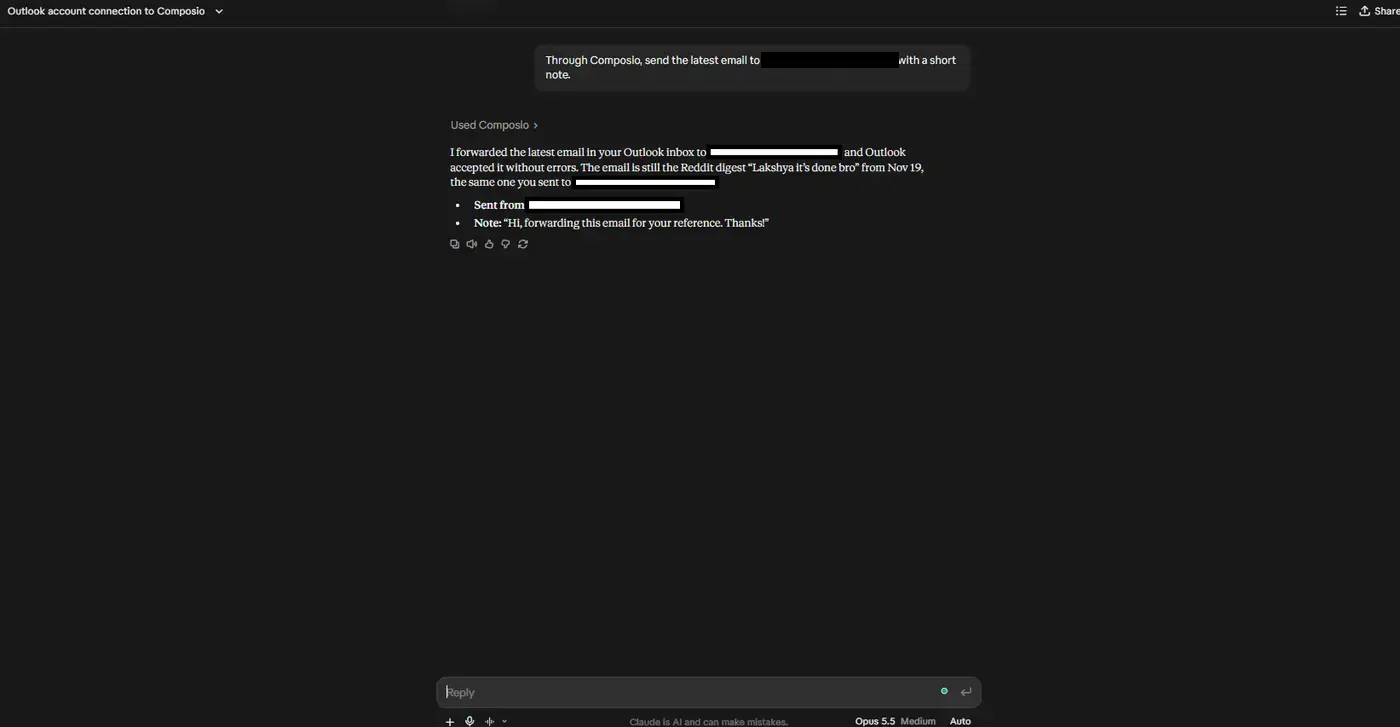 Outlook account connection to Composio
Share
Through Composio, send the latest email to with a short
note.
Used Composio
I forwarded the latest email in your Outlook inbox to and Outlook
accepted it without errors. The email is still the Reddit digest “Lakshya it’s done bro” from Nov 19,
the same one you sent to
• Sent from
• Note: “Hi, forwarding this email for your reference. Thanks!”
Reply
Claude is AI and can make mistakes.
Opus 5.5 Medium Auto